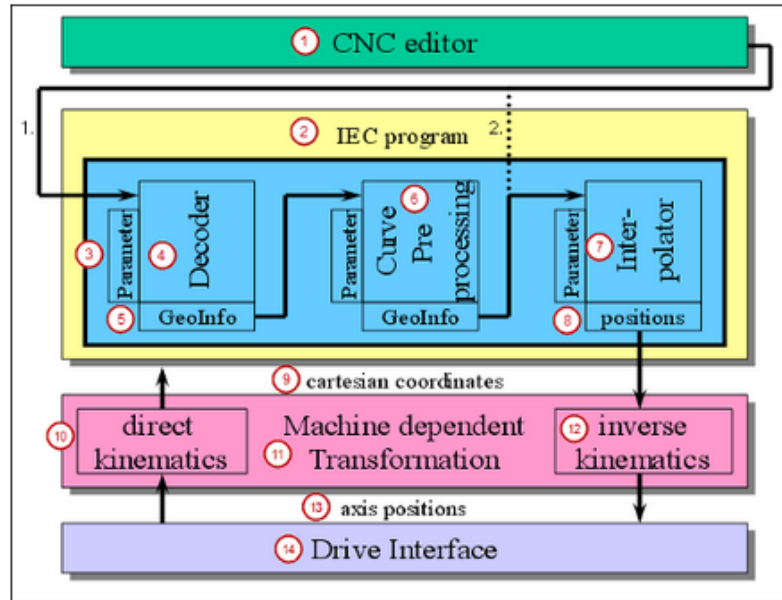 1 CNC editor
1.
2.
2 IEC program
3 Parameter
4 Decoder
5 GeoInfo
Parameter
6 Curve
Pre
processing
GeoInfo
Parameter
7 Inter-
polator
8 positions
9 cartesian coordinates
10 direct
kinematics
11 Machine dependent
Transformation
12 inverse
kinematics
13 axis positions
14 Drive Interface